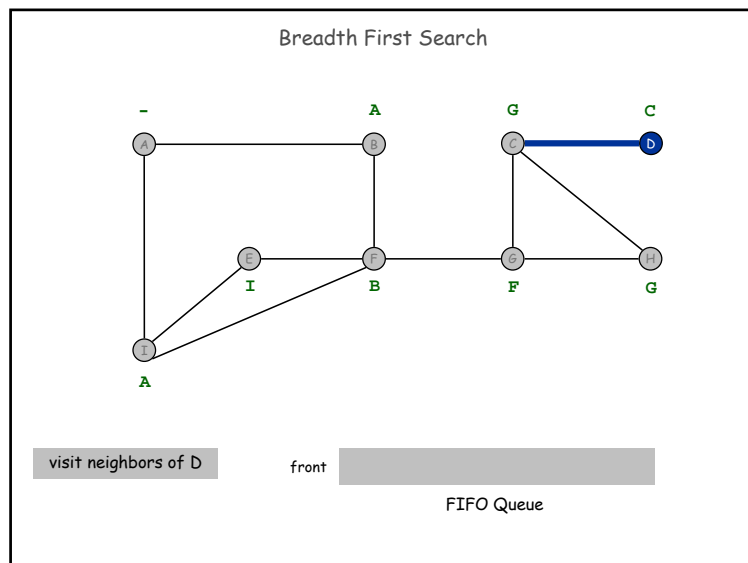 Breadth First Search
- A G C
A B C D
E F G H
I B F G
I
A
visit neighbors of D
front
FIFO Queue